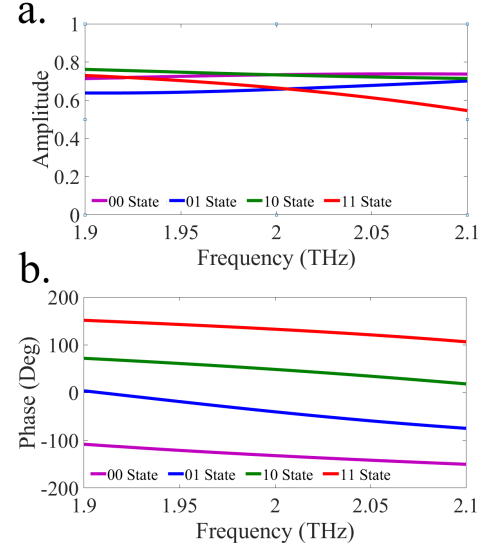 a.
1
0.8
0.6
0.4
0.2
0
Amplitude
00 State 01 State 10 State 11 State
1.9 1.95 2 2.05 2.1
Frequency (THz)
b.
200
100
0
-100
-200
Phase (Deg)
00 State 01 State 10 State 11 State
1.9 1.95 2 2.05 2.1
Frequency (THz)